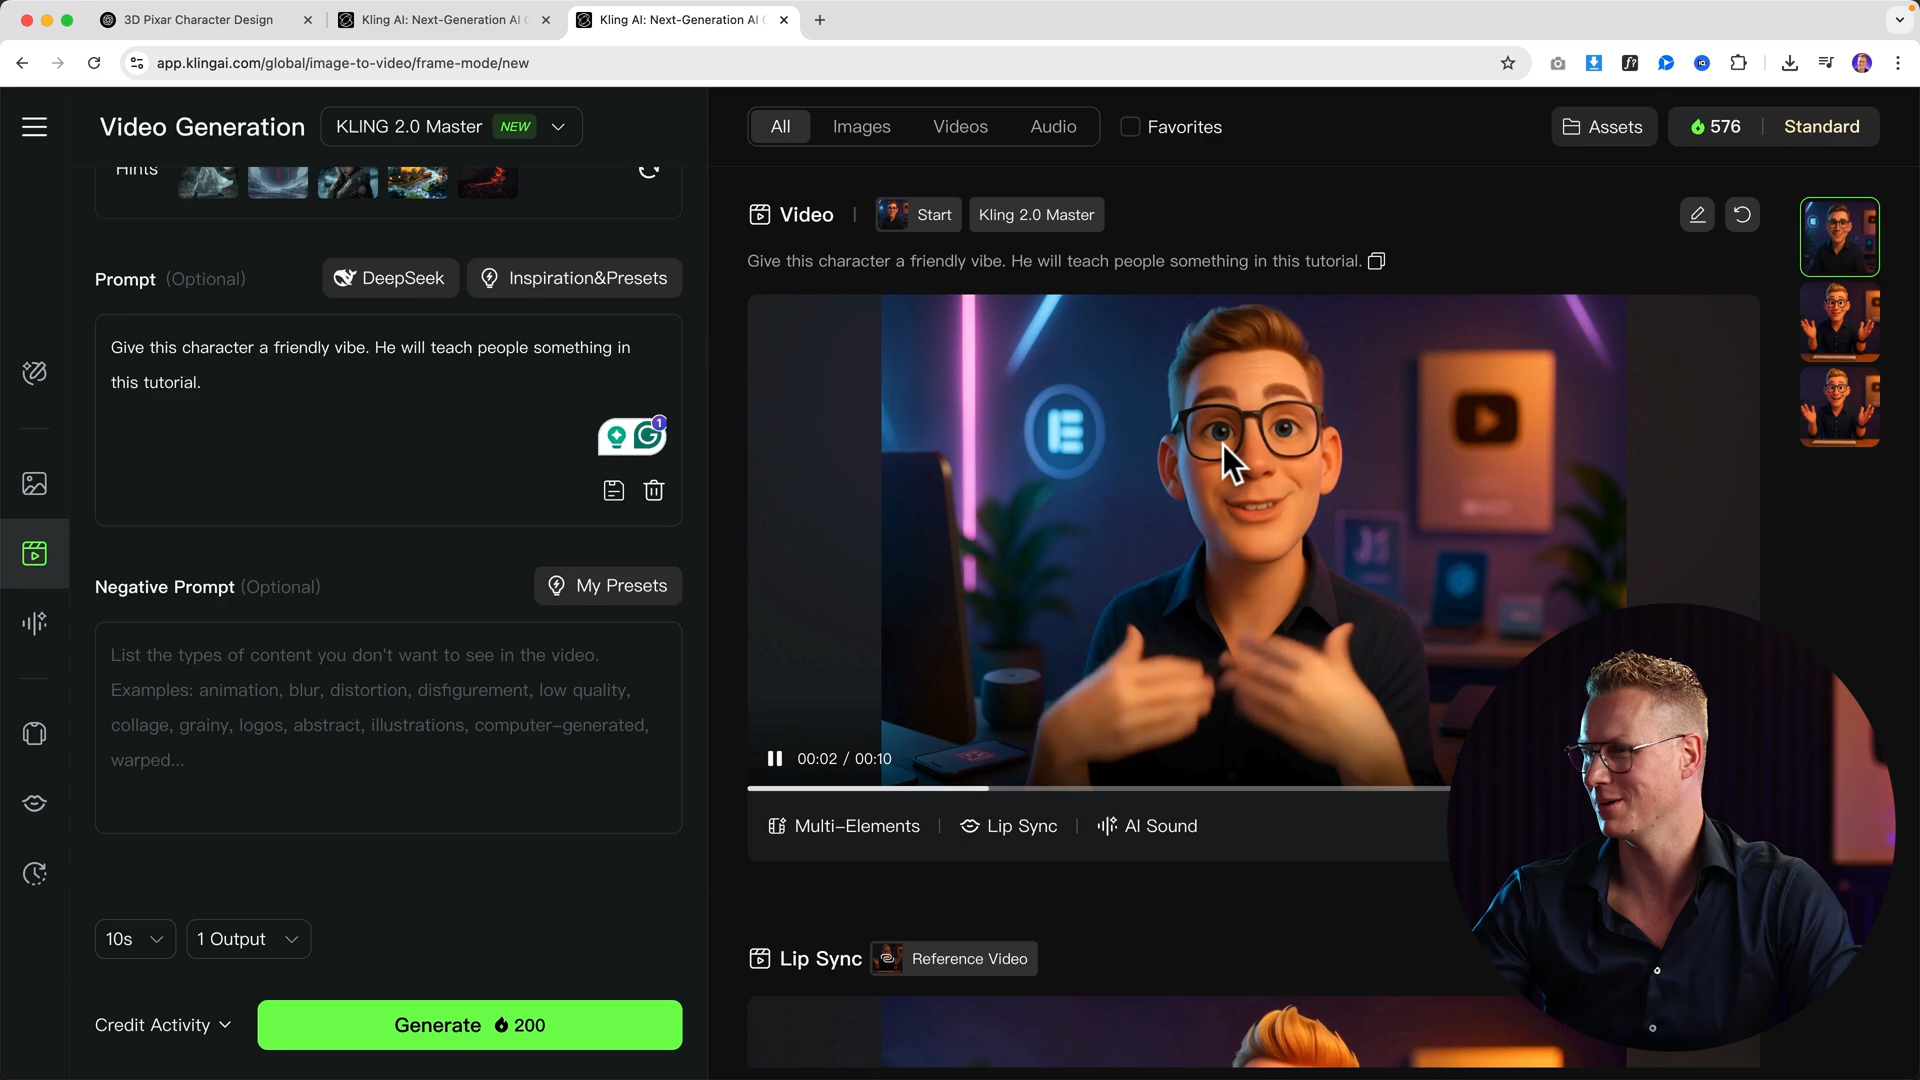 3D Pixar Character Design
Kling AI: Next-Generation AI C
Kling AI: Next-Generation AI C
app.klingai.com/global/image-to-video/frame-mode/new
Video Generation
KLING 2.0 Master NEW
All
Images
Videos
Audio
Favorites
Assets
576
Standard
Hints
Prompt (Optional)
DeepSeek
Inspiration&Presets
Give this character a friendly vibe. He will teach people something in
this tutorial.
1
Negative Prompt (Optional)
My Presets
List the types of content you don't want to see in the video.
Examples: animation, blur, distortion, disfigurement, low quality,
collage, grainy, logos, abstract, illustrations, computer-generated,
warped...
10s
1 Output
Credit Activity
Generate 200
Video
Start
Kling 2.0 Master
Give this character a friendly vibe. He will teach people something in this tutorial.
00:02 / 00:10
Multi-Elements
Lip Sync
AI Sound
Lip Sync
Reference Video